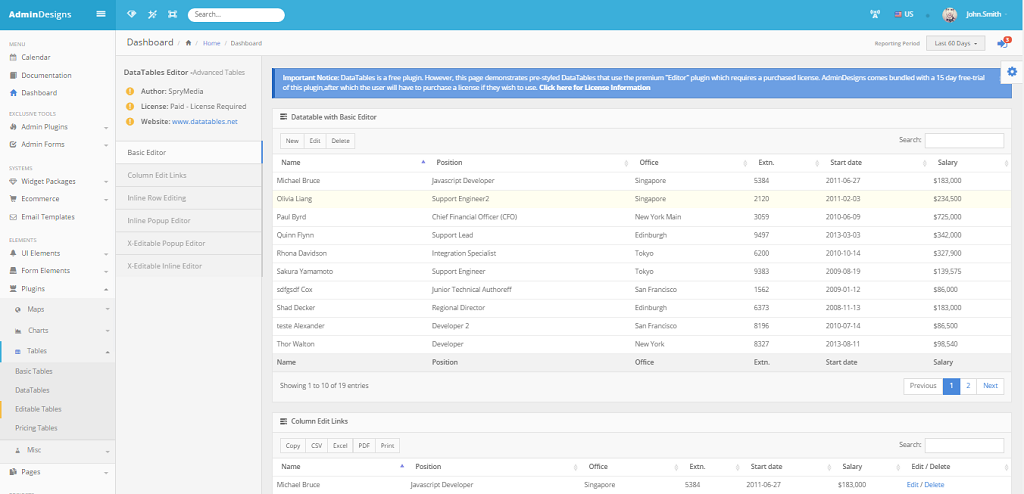 AdminDesigns
Search...
US
John.Smith
MENU
Calendar
Documentation
Dashboard
EXCLUSIVE TOOLS
Admin Plugins
Admin Forms
SYSTEMS
Widget Packages
Ecommerce
Email Templates
ELEMENTS
UI Elements
Form Elements
Plugins
Maps
Charts
Tables
Basic Tables
DataTables
Editable Tables
Pricing Tables
Misc
Pages
Dashboard / / Home / Dashboard
Reporting Period Last 60 Days
DataTables Editor -Advanced Tables
Author: SpryMedia
License: Paid - License Required
Website: www.datatables.net
Basic Editor
Column Edit Links
Inline Row Editing
Inline Popup Editor
X-Editable Popup Editor
X-Editable Inline Editor
Important Notice: DataTables is a free plugin. However, this page demonstrates pre-styled DataTables that use the premium "Editor" plugin which requires a purchased license. AdminDesigns comes bundled with a 15 day free-trial
of this plugin,after which the user will have to purchase a license if they wish to use. Click here for License Information
Datatable with Basic Editor
New Edit Delete Search:
Name Position Office Extn. Start date Salary
Michael Bruce Javascript Developer Singapore 5384 2011-06-27 $183,000
Olivia Liang Support Engineer2 Singapore 2120 2011-02-03 $234,500
Paul Byrd Chief Financial Officer (CFO) New York Main 3059 2010-06-09 $725,000
Quinn Flynn Support Lead Edinburgh 9497 2013-03-03 $342,000
Rhona Davidson Integration Specialist Tokyo 6200 2010-10-14 $327,900
Sakura Yamamoto Support Engineer Tokyo 9383 2009-08-19 $139,575
sdfgsdf Cox Junior Technical Authoreff San Francisco 1562 2009-01-12 $86,000
Shad Decker Regional Director Edinburgh 6373 2008-11-13 $183,000
teste Alexander Developer 2 San Francisco 8196 2010-07-14 $86,500
Thor Walton Developer New York 8327 2013-08-11 $98,540
Name Position Office Extn. Start date Salary
Showing 1 to 10 of 19 entries Previous 1 2 Next
Column Edit Links
Copy CSV Excel PDF Print Search:
Name Position Office Extn. Start date Salary Edit / Delete
Michael Bruce Javascript Developer Singapore 5384 2011-06-27 $183,000 Edit / Delete